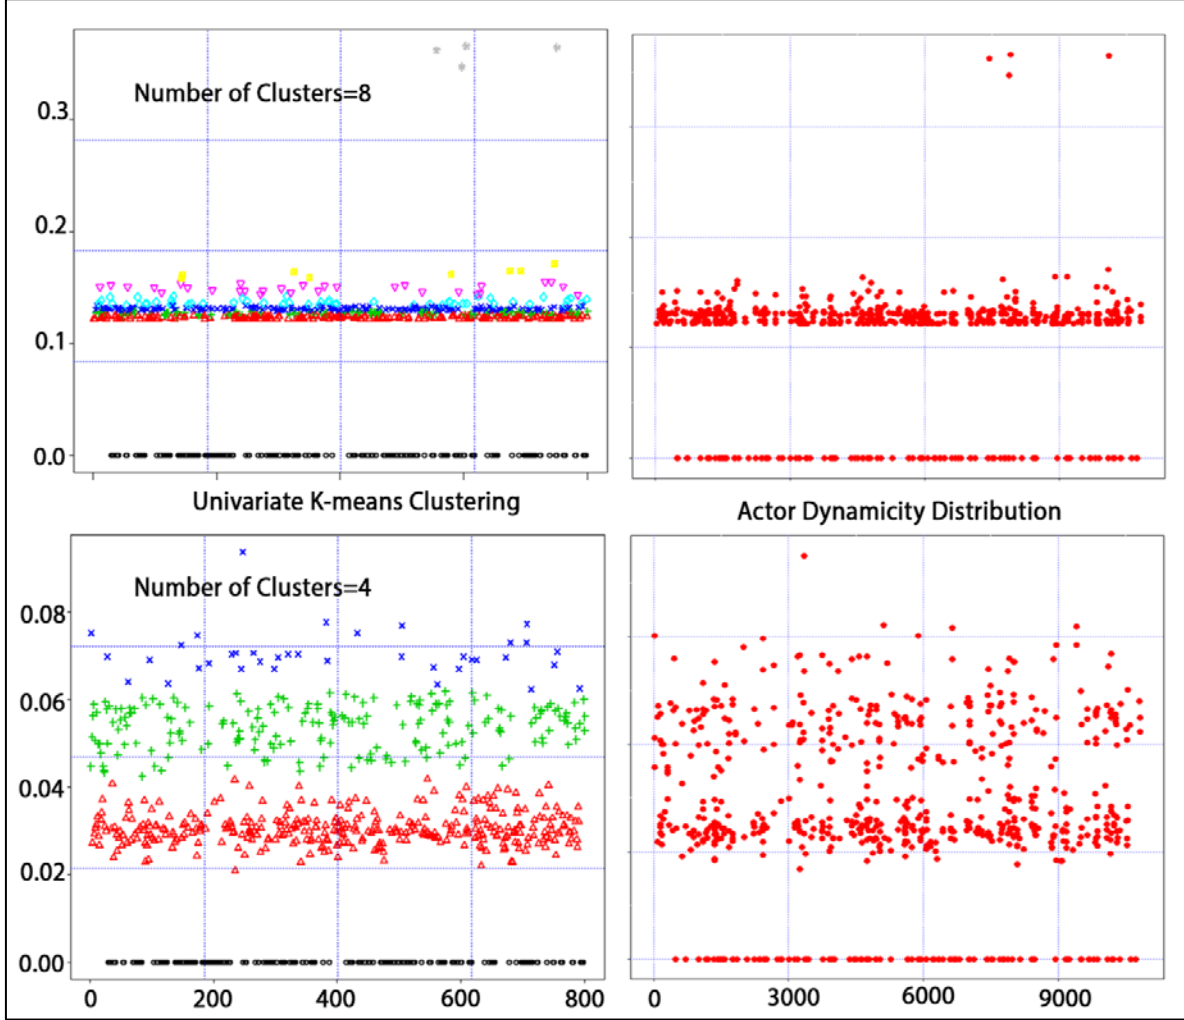 Number of Clusters=8
0.3
0.2
0.1
0.0
Univariate K-means Clustering
Actor Dynamicity Distribution
Number of Clusters=4
0.08
0.06
0.04
0.02
0.00
0 200 400 600 800
0 3000 6000 9000